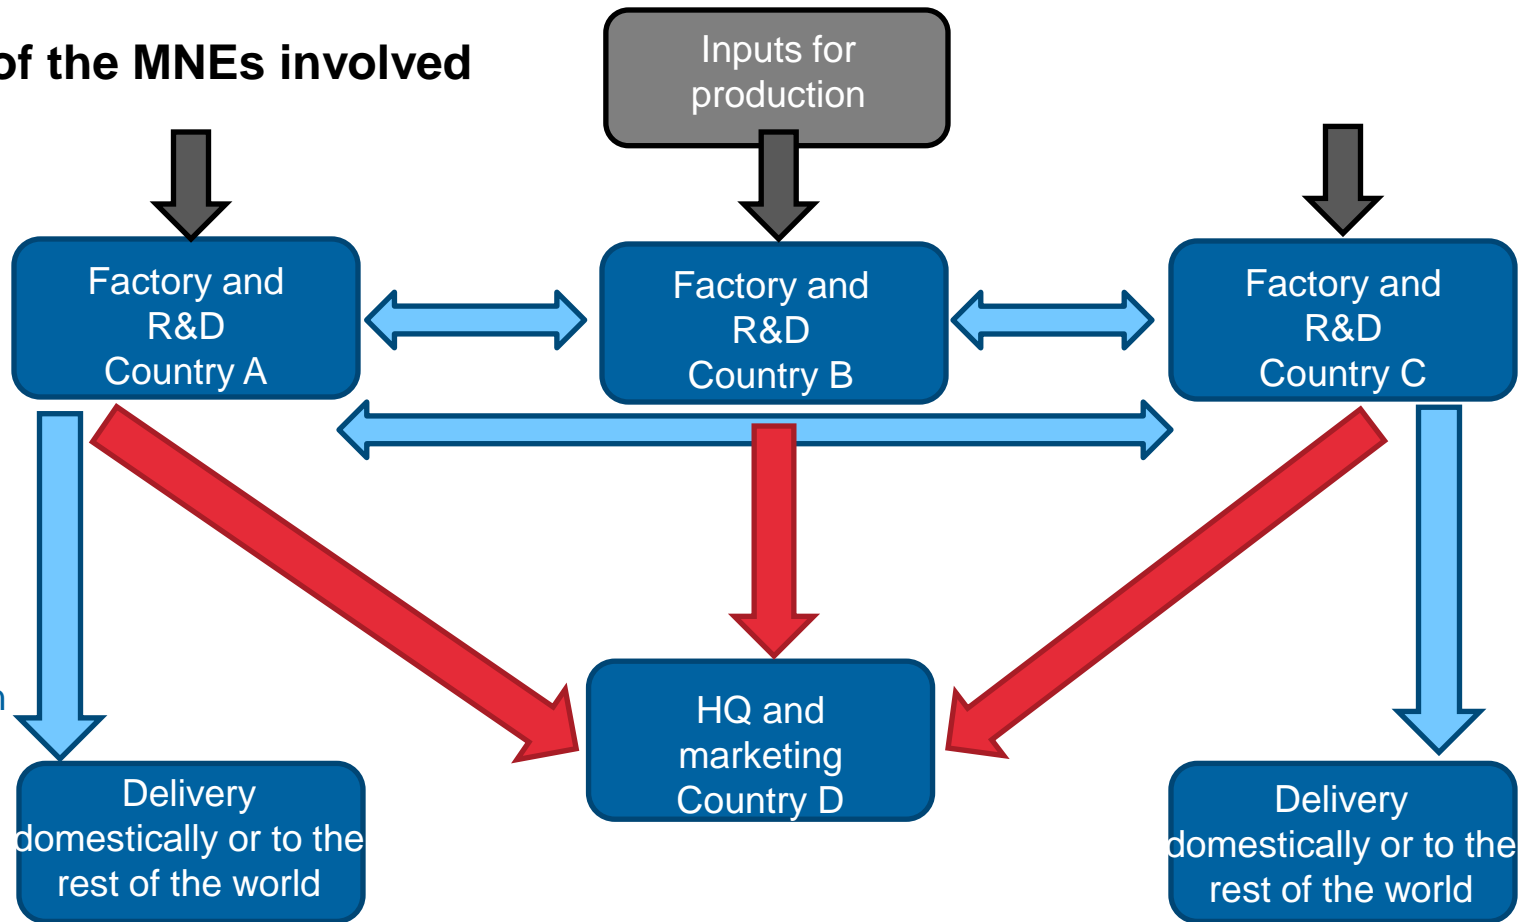 of the MNEs involved
Inputs for
production
Factory and
R&D
Country A
Factory and
R&D
Country B
Factory and
R&D
Country C
HQ and
marketing
Country D
Delivery
domestically or to the
rest of the world
Delivery
domestically or to the
rest of the world